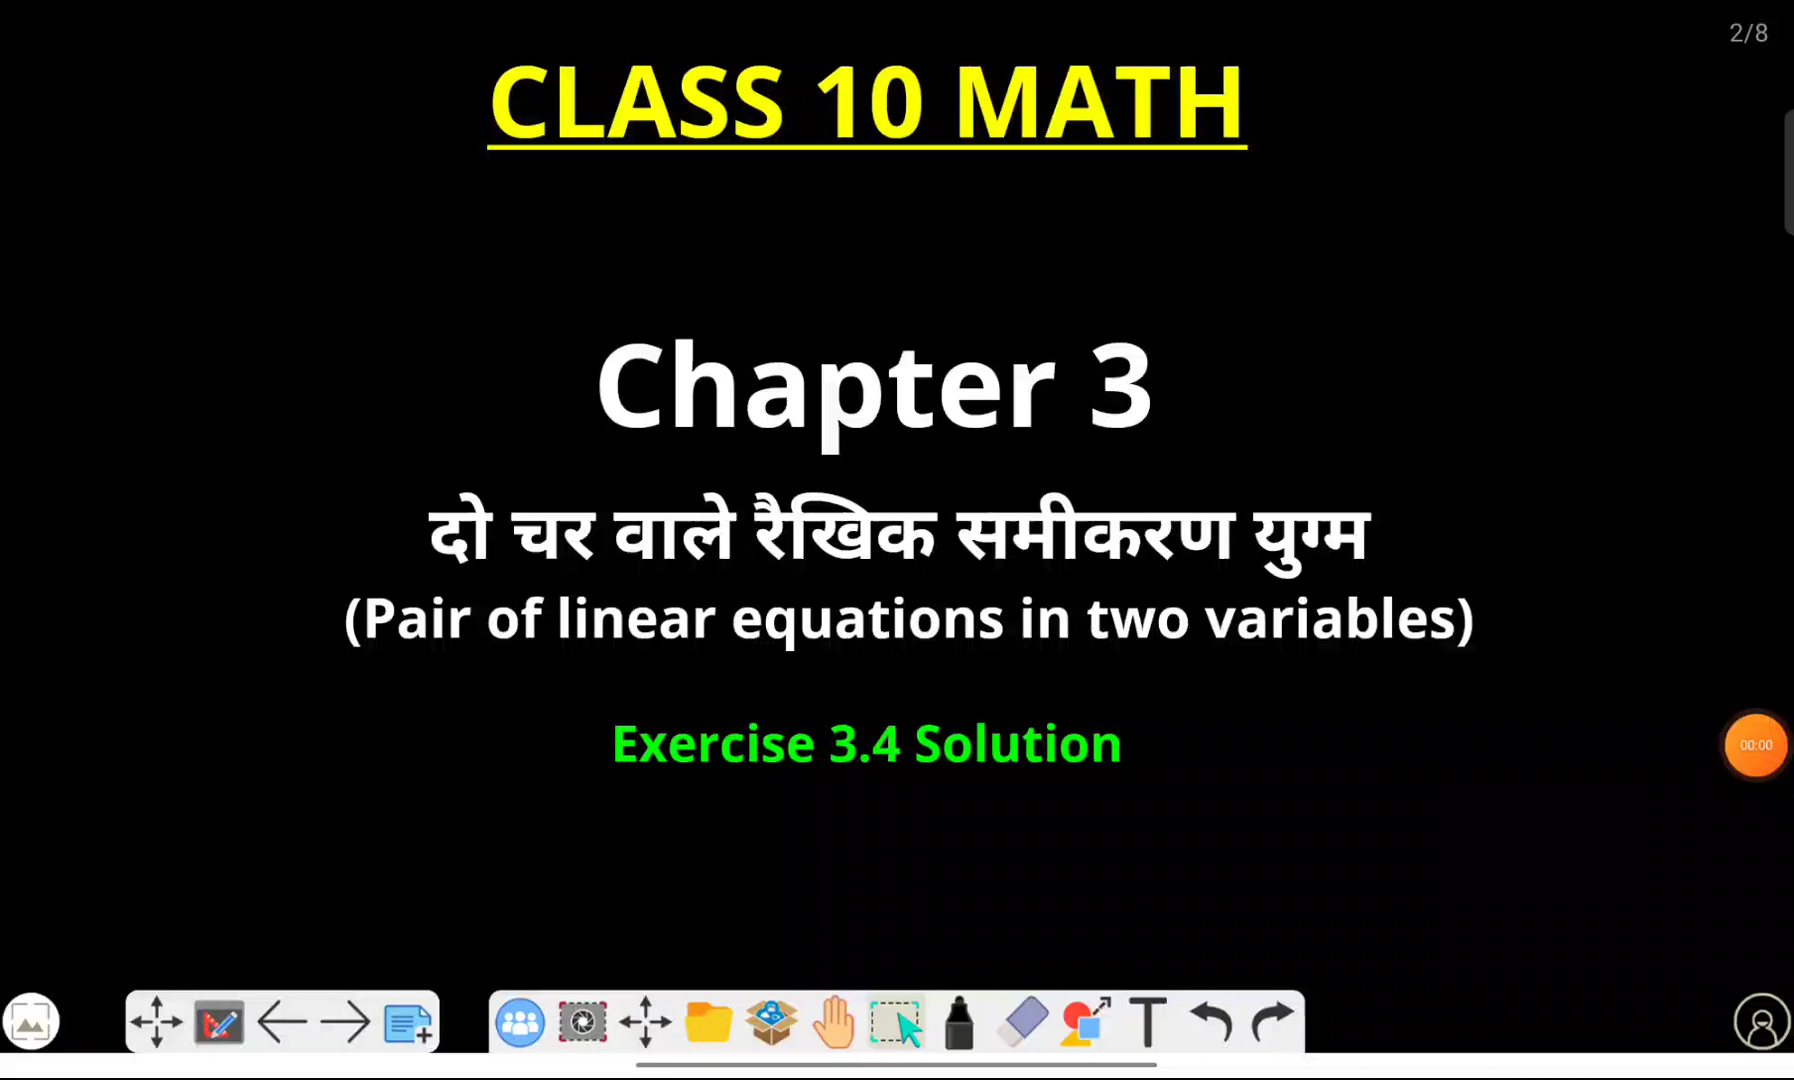 2/8
CLASS 10 MATH
Chapter 3
दो चर वाले रैखिक समीकरण युग्म
(Pair of linear equations in two variables)
Exercise 3.4 Solution
00:00
T